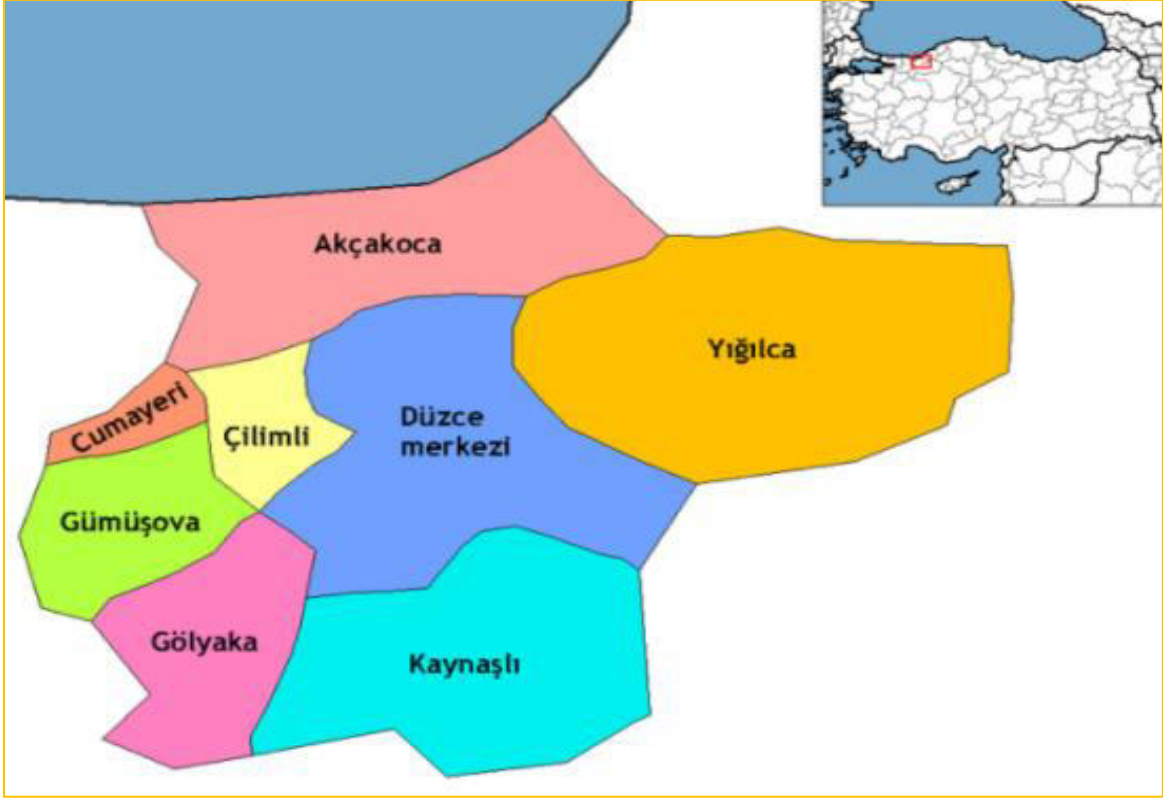 Akçakoca
Yığılca
Cumayeri
Çilimli
Düzce
merkezi
Gümüşova
Gölyaka
Kaynaşlı